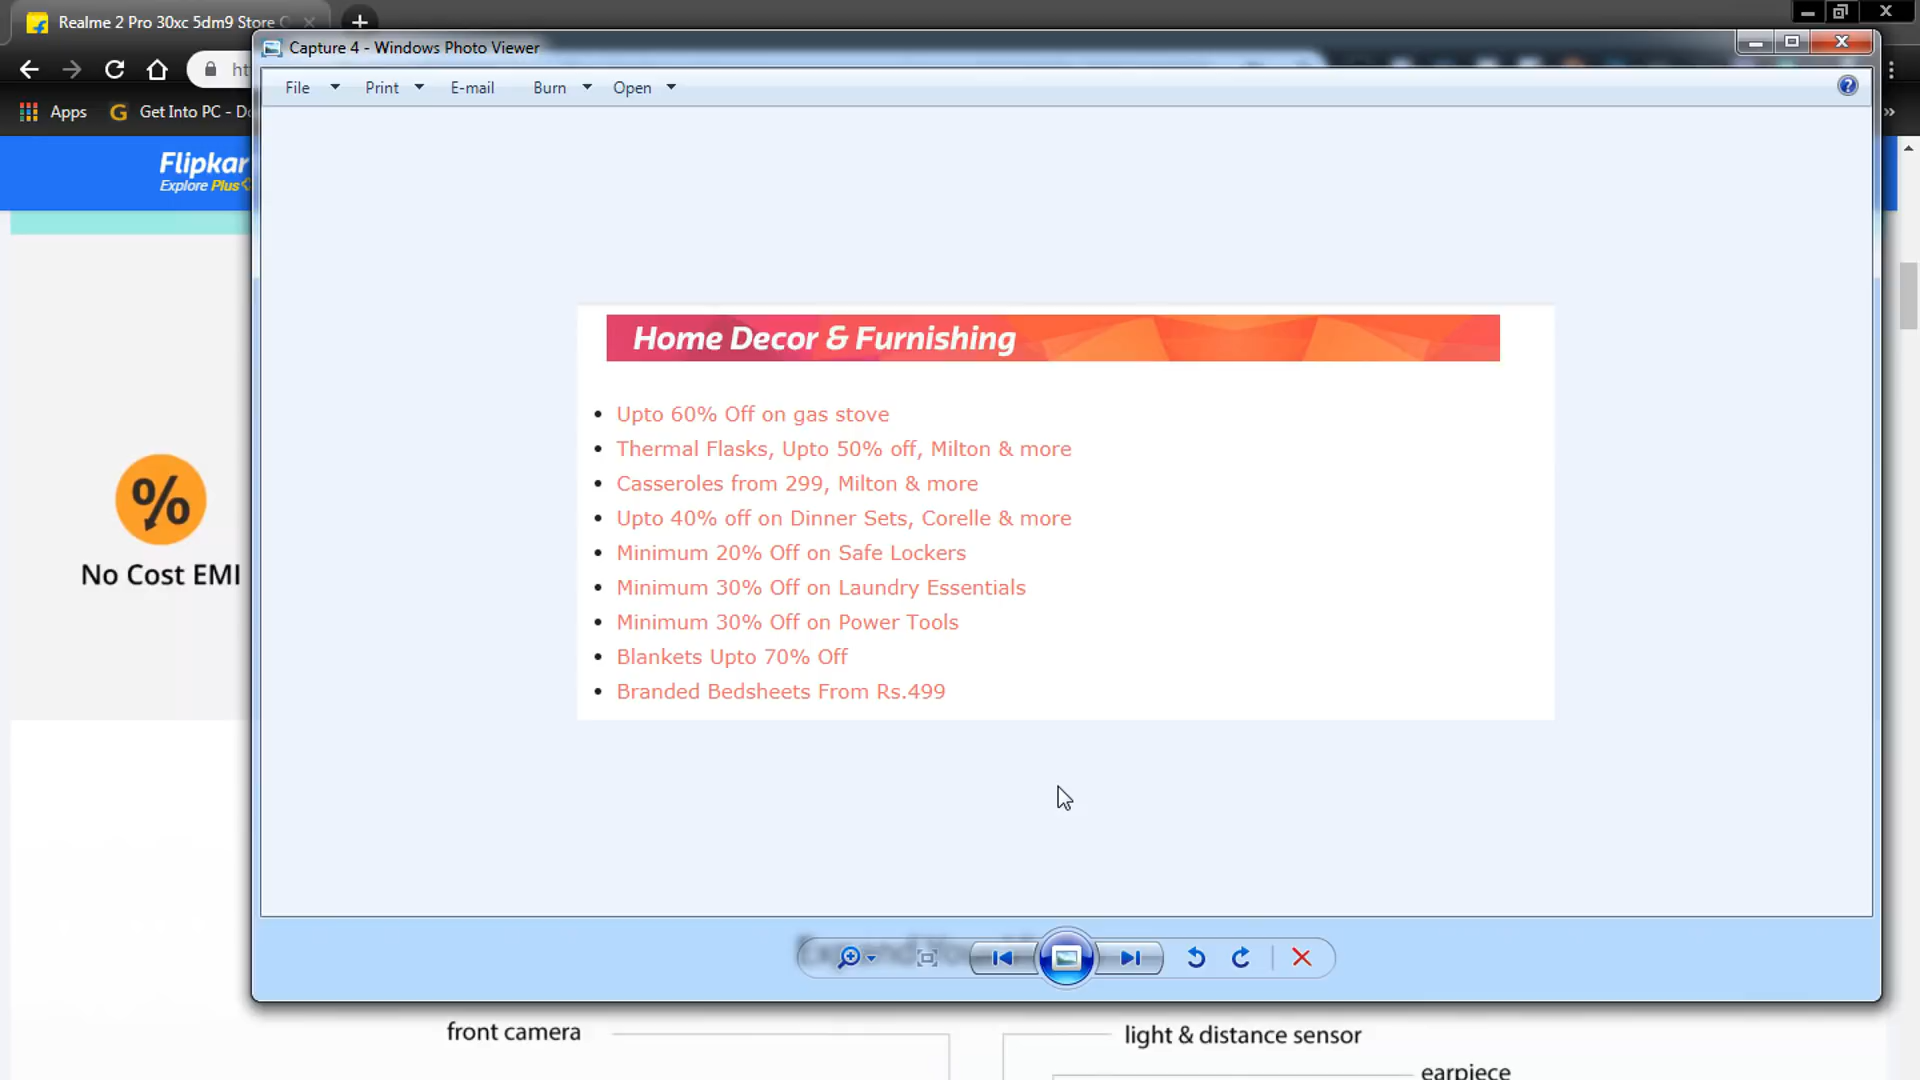 Realme 2 Pro 30xc 5dm9 Store
Capture 4 - Windows Photo Viewer
File
Print
E-mail
Burn
Open
Apps
Get Into PC - Do
Flipkar
Explore Plus
Home Decor & Furnishing
• Upto 60% Off on gas stove
• Thermal Flasks, Upto 50% off, Milton & more
• Casseroles from 299, Milton & more
• Upto 40% off on Dinner Sets, Corelle & more
• Minimum 20% Off on Safe Lockers
• Minimum 30% Off on Laundry Essentials
• Minimum 30% Off on Power Tools
• Blankets Upto 70% Off
• Branded Bedsheets From Rs.499
%
No Cost EMI
front camera
light & distance sensor
earpiece